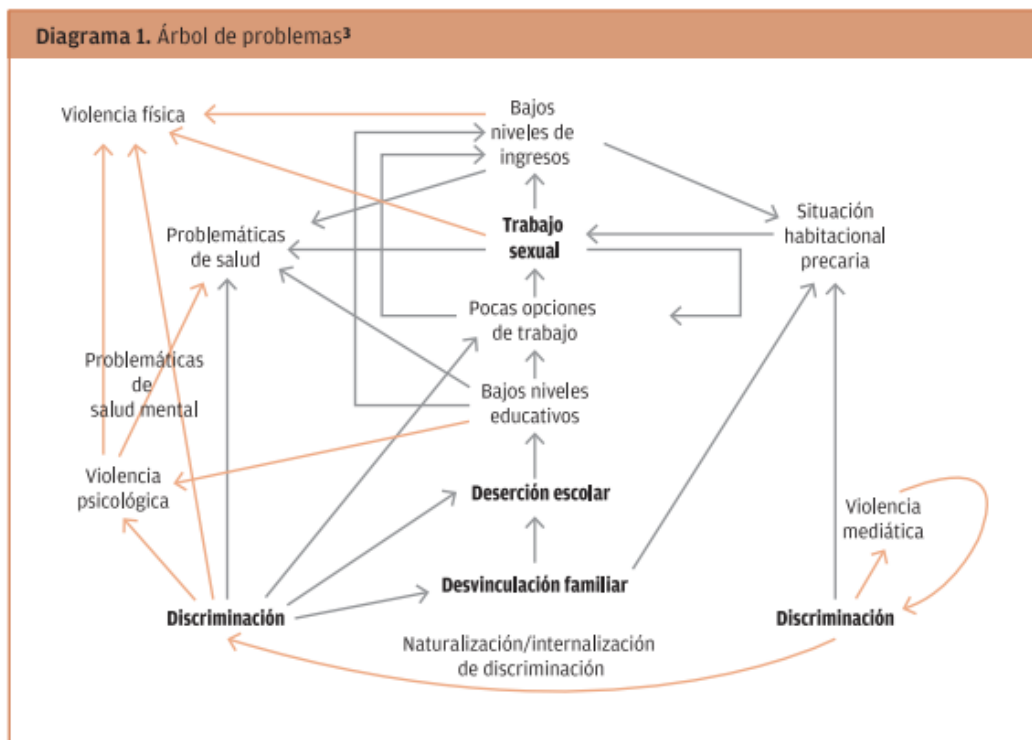 Diagrama 1. Árbol de problemas³
Violencia física
Bajos
niveles de
ingresos
Problemáticas
de salud
Trabajo
sexual
Situación
habitacional
precaria
Pocas opciones
de trabajo
Problemáticas
de
salud mental
Bajos niveles
educativos
Violencia
psicológica
Deserción escolar
Violencia
mediática
Desvinculación familiar
Discriminación
Discriminación
Naturalización/internalización
de discriminación